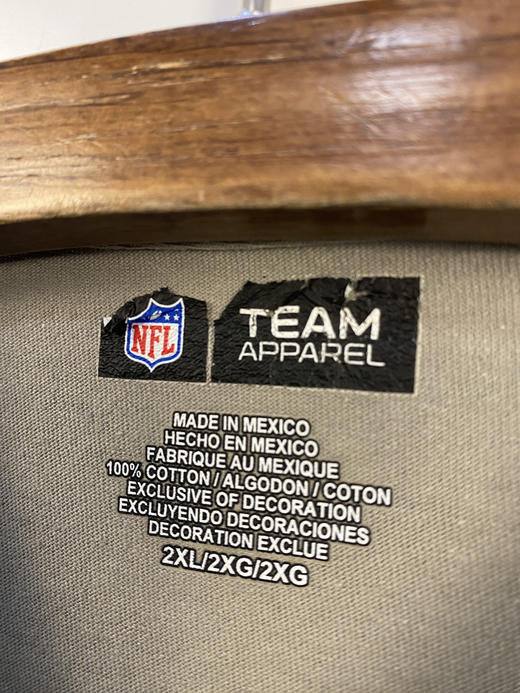 NFL
TEAM
APPAREL
MADE IN MEXICO
HECHO EN MEXICO
FABRIQUE AU MEXIQUE
100% COTTON / ALGODON / COTON
EXCLUSIVE OF DECORATION
EXCLUYENDO DECORACIONES
DECORATION EXCLUE
2XL/2XG/2XG